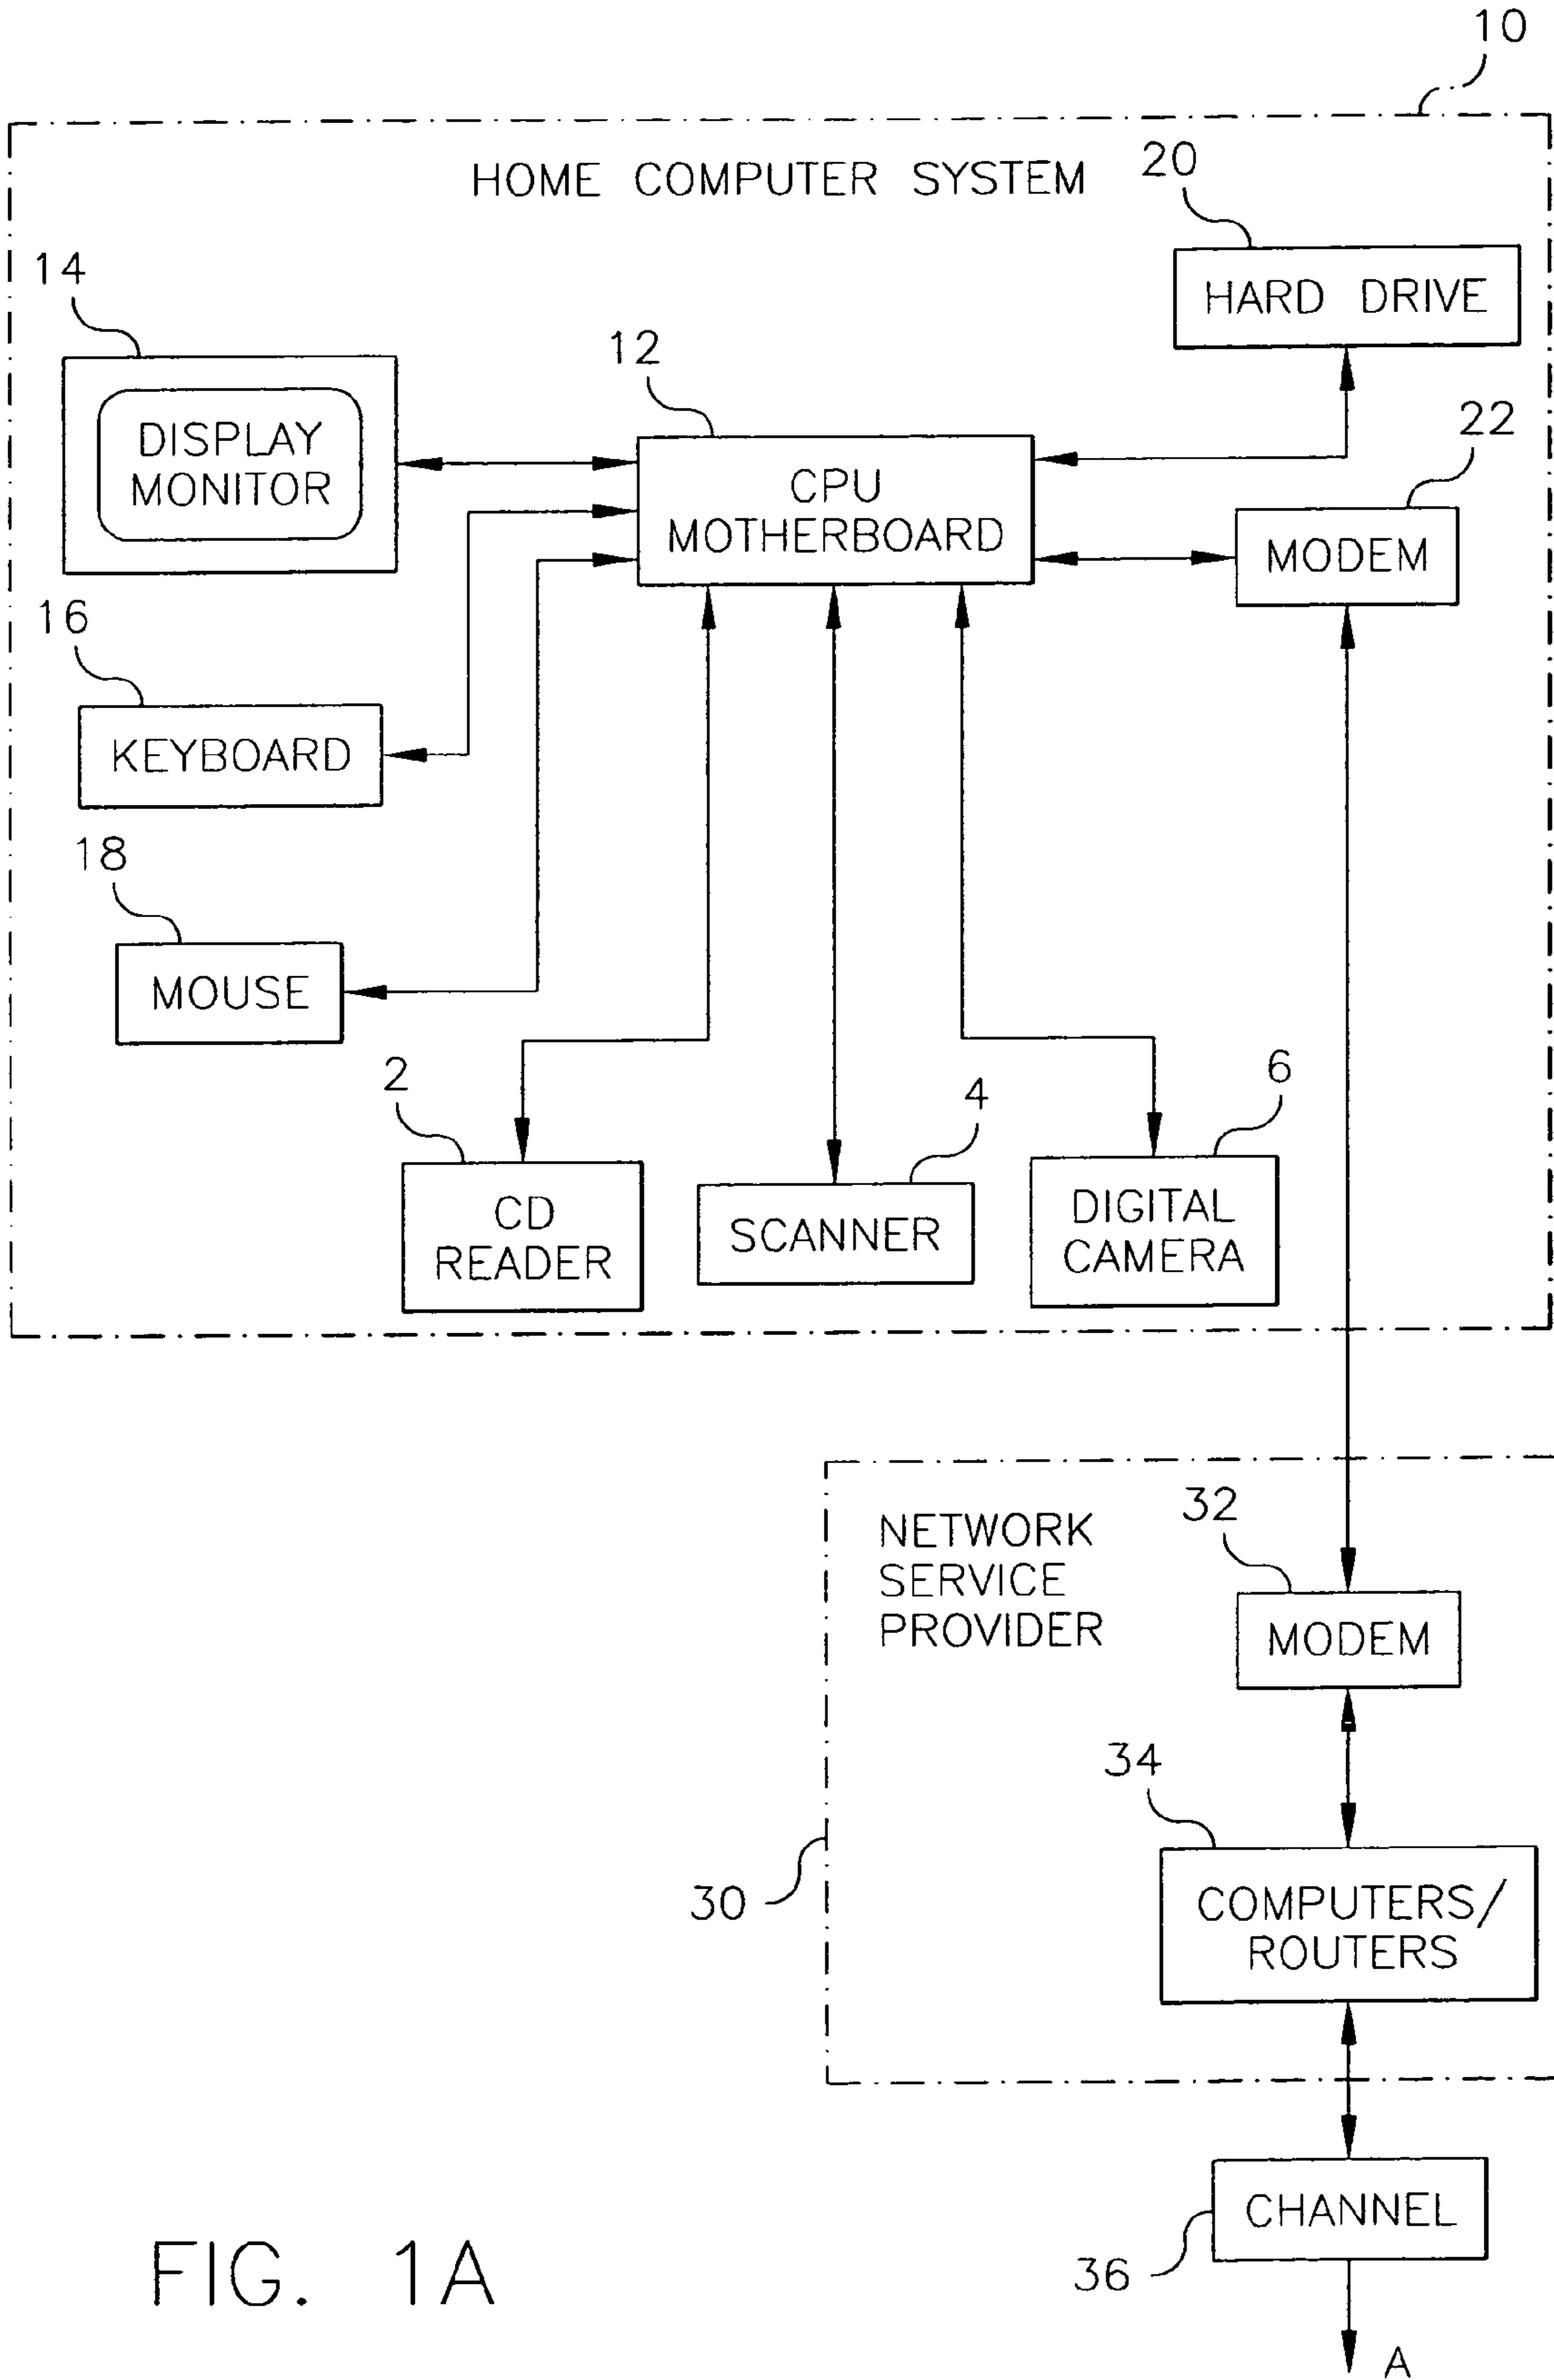 10
HOME COMPUTER SYSTEM
20
HARD DRIVE
14
DISPLAY
MONITOR
12
CPU
MOTHERBOARD
22
MODEM
16
KEYBOARD
18
MOUSE
2
CD
READER
4
SCANNER
6
DIGITAL
CAMERA
NETWORK
SERVICE
PROVIDER
32
MODEM
34
COMPUTERS/
ROUTERS
30
CHANNEL
36
FIG. 1A
A